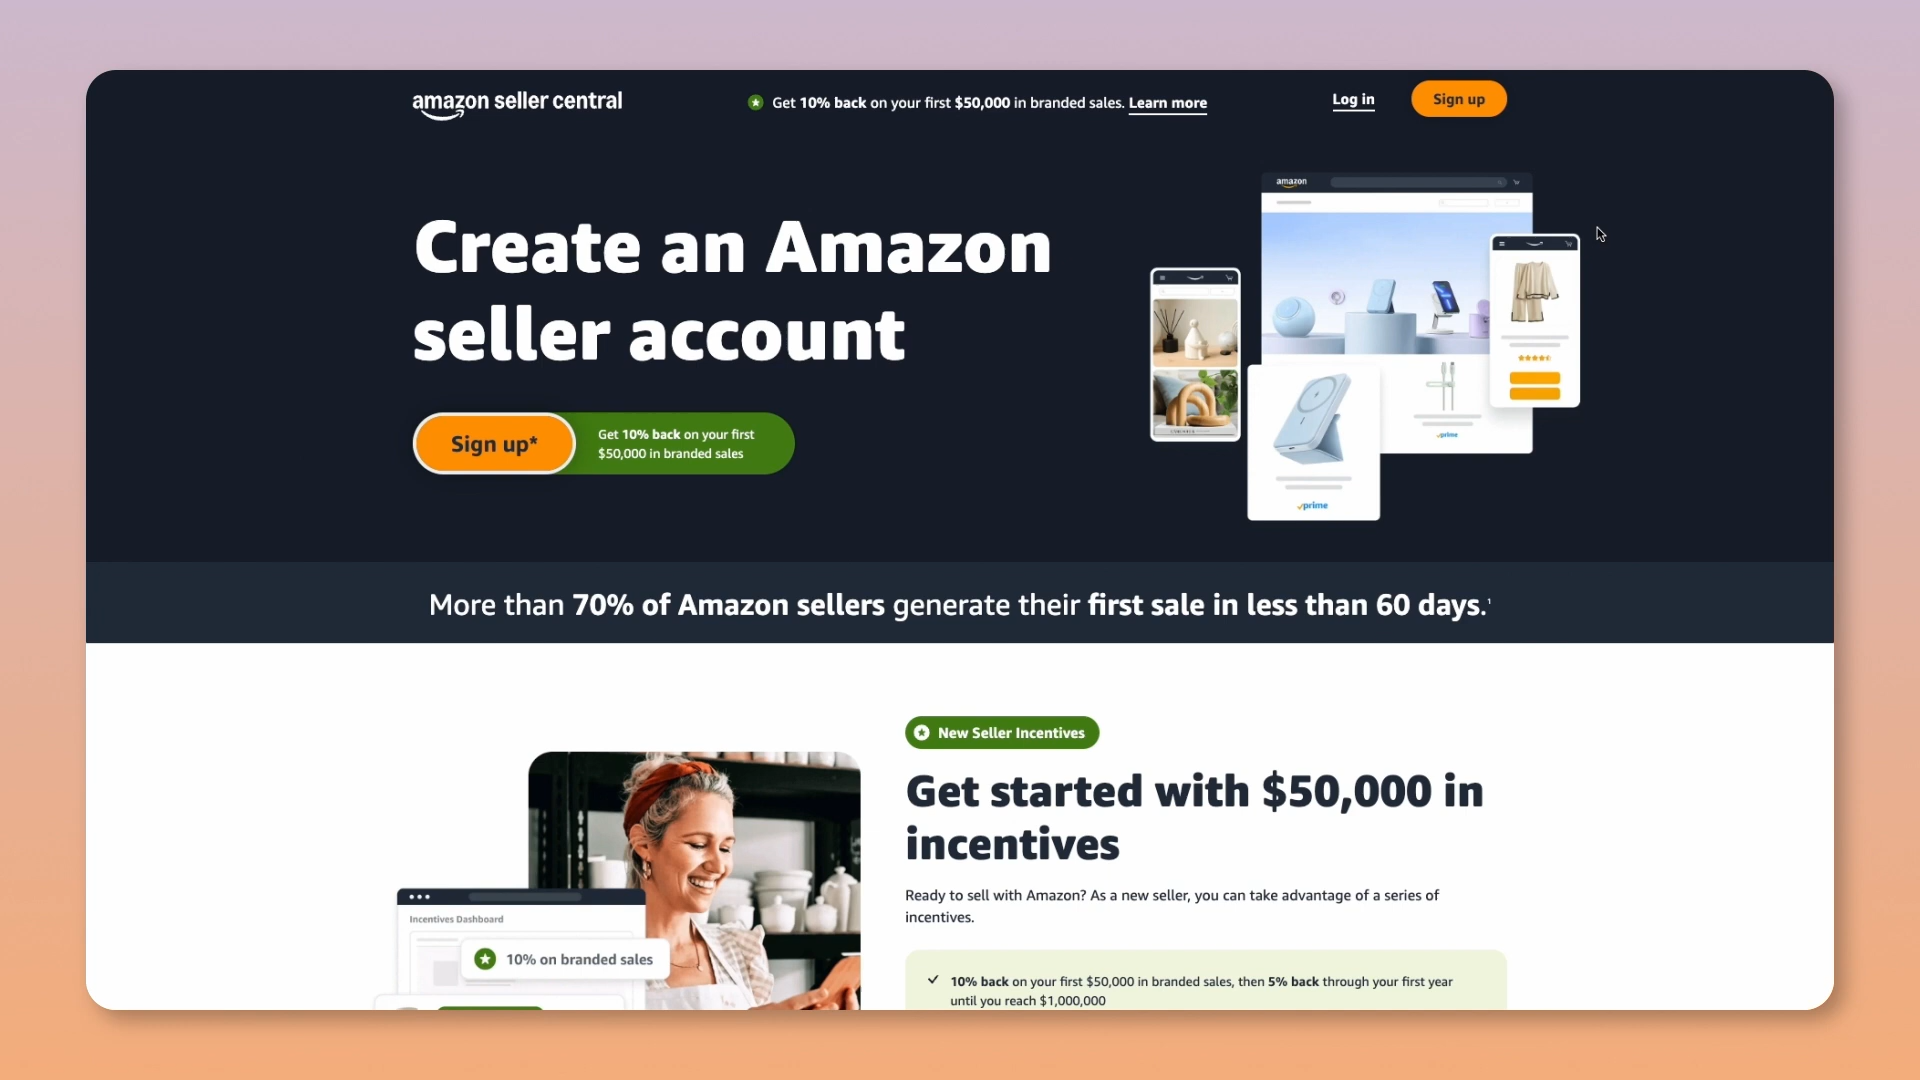 amazon seller central
Get 10% back on your first $50,000 in branded sales. Learn more
Log in
Sign up
Create an Amazon
seller account
Sign up*
Get 10% back on your first
$50,000 in branded sales
amazon
prime
prime
More than 70% of Amazon sellers generate their first sale in less than 60 days.¹
New Seller Incentives
Get started with $50,000 in
incentives
Ready to sell with Amazon? As a new seller, you can take advantage of a series of
incentives.
Incentives Dashboard
10% on branded sales
10% back on your first $50,000 in branded sales, then 5% back through your first year
until you reach $1,000,000